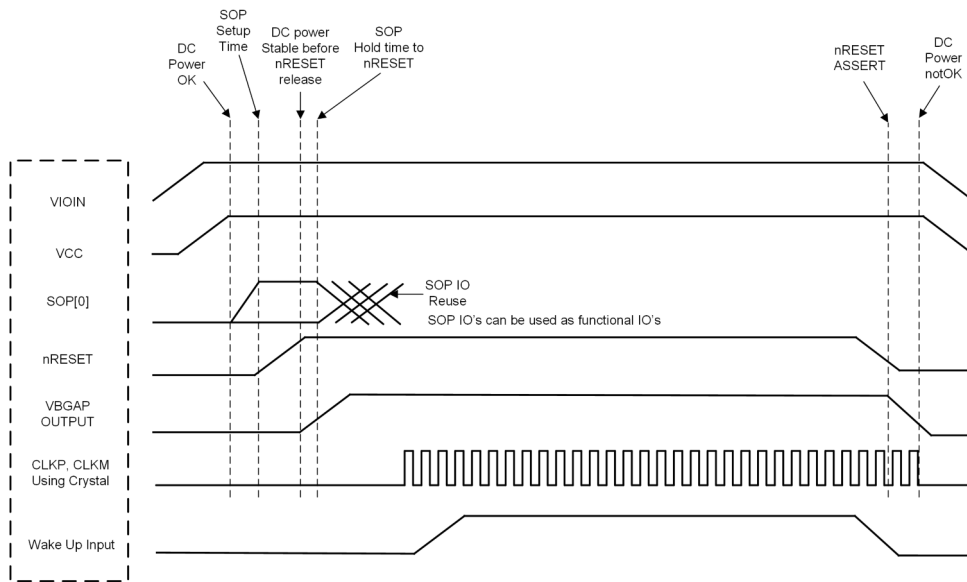 SOP
Setup
Time
DC
Power
OK
DC power
Stable before
nRESET
release
SOP
Hold time to
nRESET
nRESET
ASSERT
DC
Power
notOK
VIOIN
VCC
SOP[0]
SOP IO
Reuse
SOP IO's can be used as functional IO's
nRESET
VBGAP
OUTPUT
CLKP, CLKM
Using Crystal
Wake Up Input